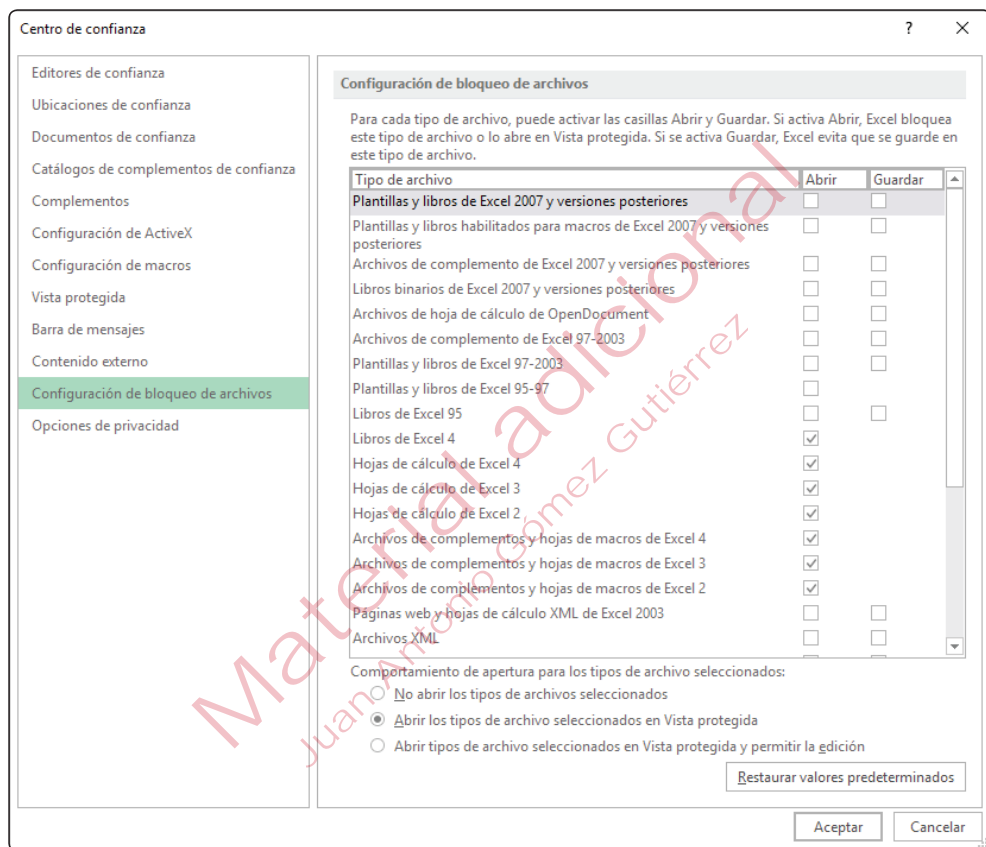 Centro de confianza
?
Editores de confianza
Ubicaciones de confianza
Documentos de confianza
Catálogos de complementos de confianza
Complementos
Configuración de ActiveX
Configuración de macros
Vista protegida
Barra de mensajes
Contenido externo
Configuración de bloqueo de archivos
Opciones de privacidad
Configuración de bloqueo de archivos
Para cada tipo de archivo, puede activar las casillas Abrir y Guardar. Si activa Abrir, Excel bloquea
este tipo de archivo o lo abre en Vista protegida. Si se activa Guardar, Excel evita que se guarde en
este tipo de archivo.
Tipo de archivo Abrir Guardar
Plantillas y libros de Excel 2007 y versiones posteriores
Plantillas y libros habilitados para macros de Excel 2007 y versiones
posteriores
Archivos de complemento de Excel 2007 y versiones posteriores
Libros binarios de Excel 2007 y versiones posteriores
Archivos de hoja de cálculo de OpenDocument
Archivos de complemento de Excel 97-2003
Plantillas y libros de Excel 97-2003
Plantillas y libros de Excel 95-97
Libros de Excel 95
Libros de Excel 4
Hojas de cálculo de Excel 4
Hojas de cálculo de Excel 3
Hojas de cálculo de Excel 2
Archivos de complementos y hojas de macros de Excel 4
Archivos de complementos y hojas de macros de Excel 3
Archivos de complementos y hojas de macros de Excel 2
Páginas web y hojas de cálculo XML de Excel 2003
Archivos XML
Comportamiento de apertura para los tipos de archivo seleccionados:
No abrir los tipos de archivos seleccionados
Abrir los tipos de archivo seleccionados en Vista protegida
Abrir tipos de archivo seleccionados en Vista protegida y permitir la edición
Restaurar valores predeterminados
Aceptar Cancelar
Material adicional
Juan Antonio Gómez Gutiérrez